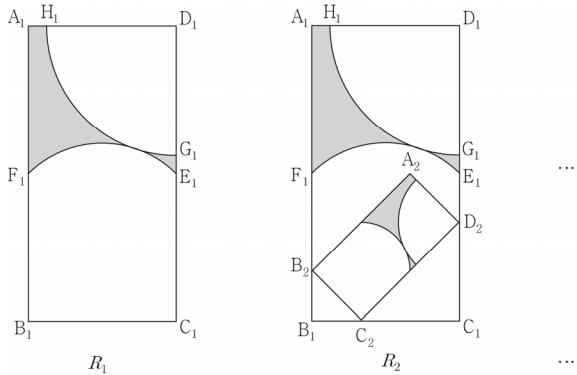 A₁ H₁ D₁ A₁ H₁ D₁
G₁ G₁
F₁ E₁ F₁ A₂ E₁ ...
D₂
B₂
B₁ C₁ B₁ C₂ C₁
R₁ R₂ ...